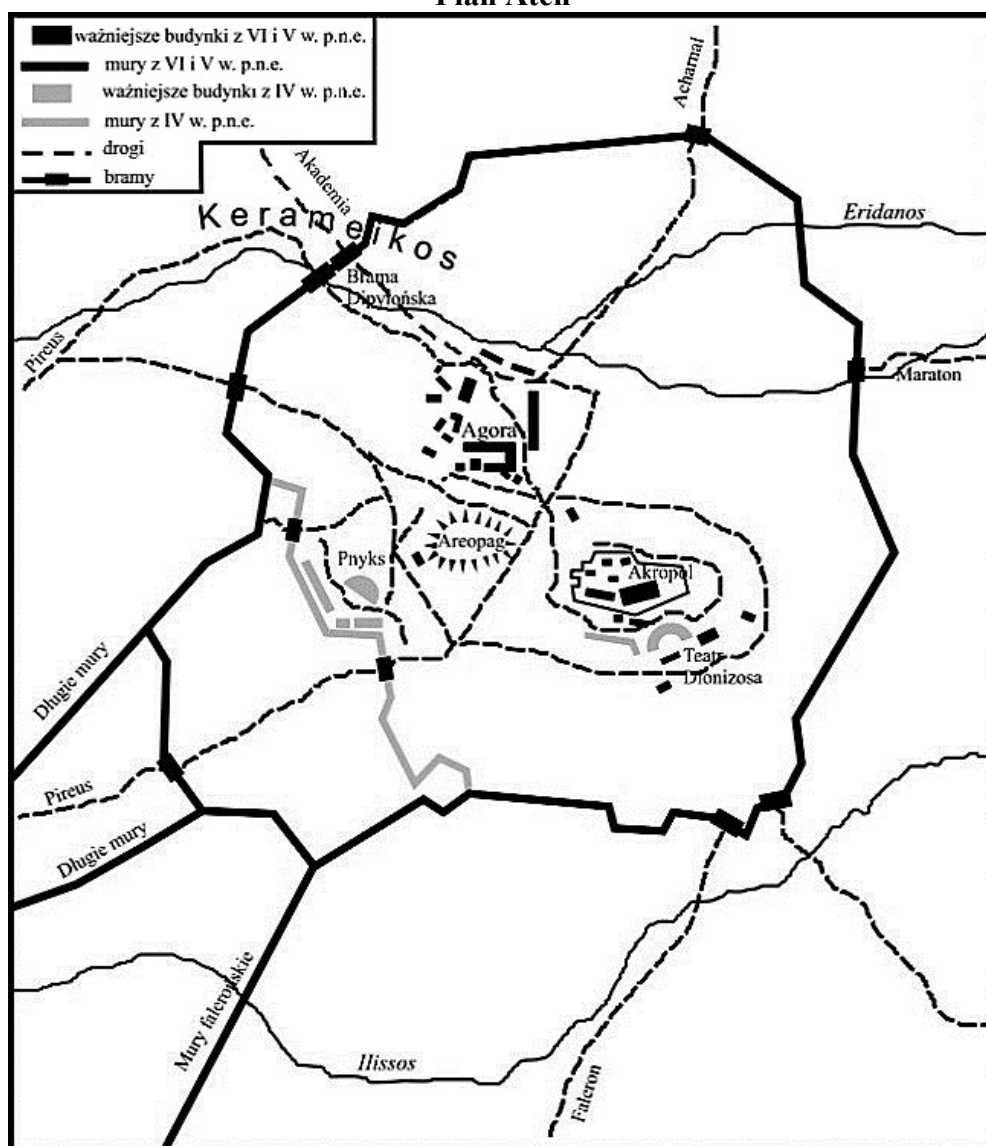 Plan Aten
ważniejsze budynki z VI i V w. p.n.e.
mury z VI i V w. p.n.e.
ważniejsze budynki z IV w. p.n.e.
mury z IV w. p.n.e.
drogi
bramy
Acharnai
Akademia
Kerameikos
Eridanos
Brama
Dipylońska
Pireus
Maraton
Agora
Areopag
Pnyks
Akropol
Teatr
Dionizosa
Długie mury
Pireus
Długie mury
Mury falerońskie
Ilissos
Faleron